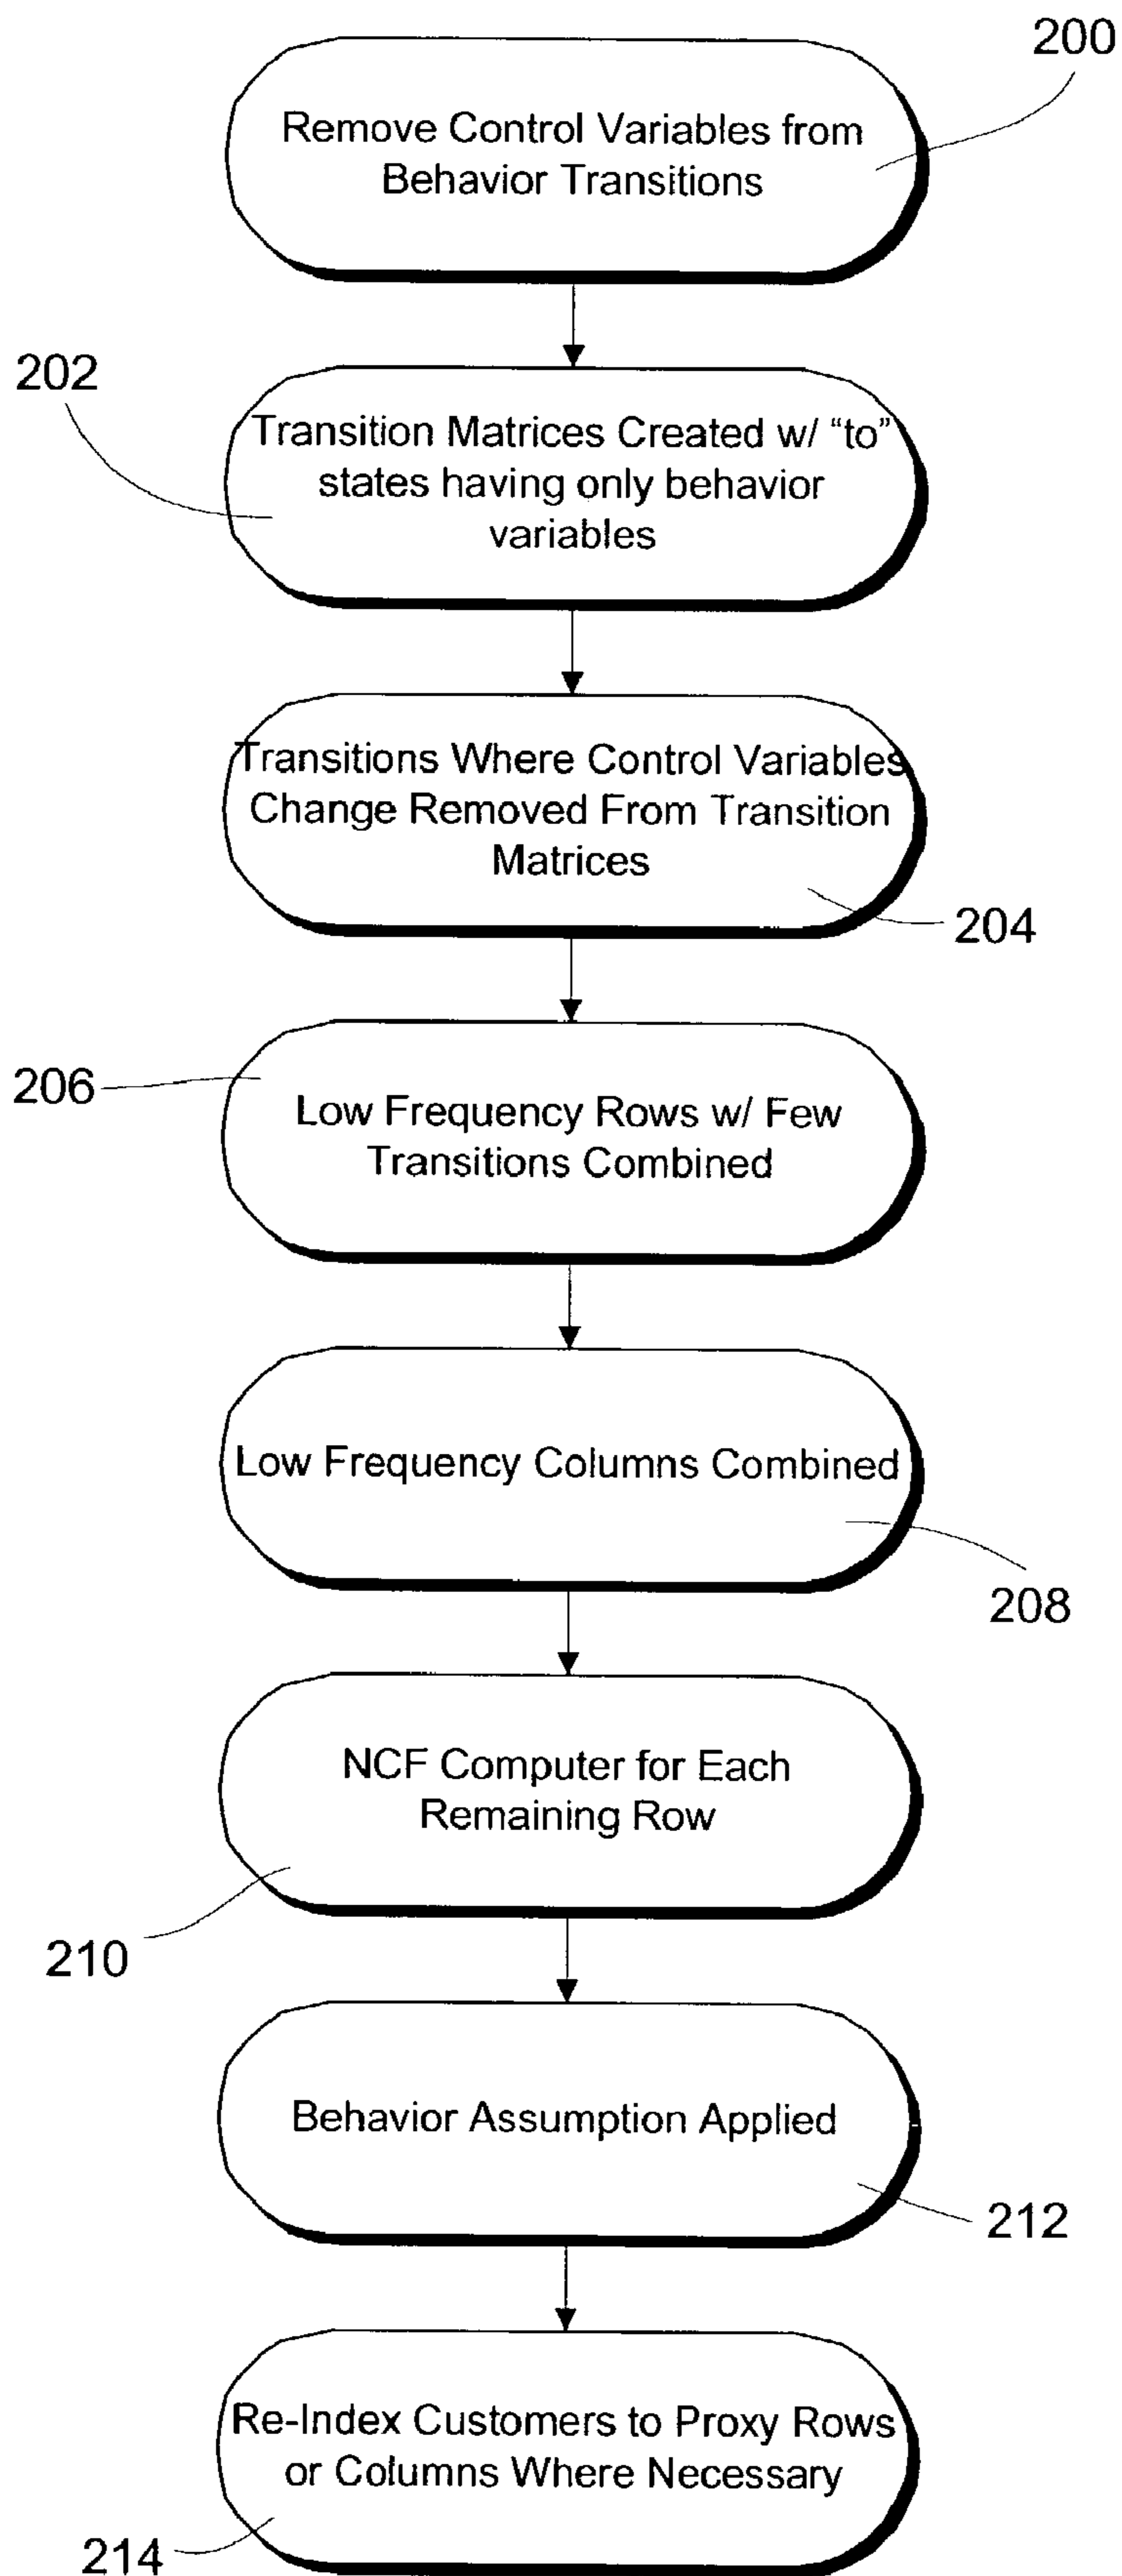 200
Remove Control Variables from
Behavior Transitions
202
Transition Matrices Created w/ “to”
states having only behavior
variables
Transitions Where Control Variables
Change Removed From Transition
Matrices
204
206
Low Frequency Rows w/ Few
Transitions Combined
Low Frequency Columns Combined
208
NCF Computer for Each
Remaining Row
210
Behavior Assumption Applied
212
Re-Index Customers to Proxy Rows
or Columns Where Necessary
214